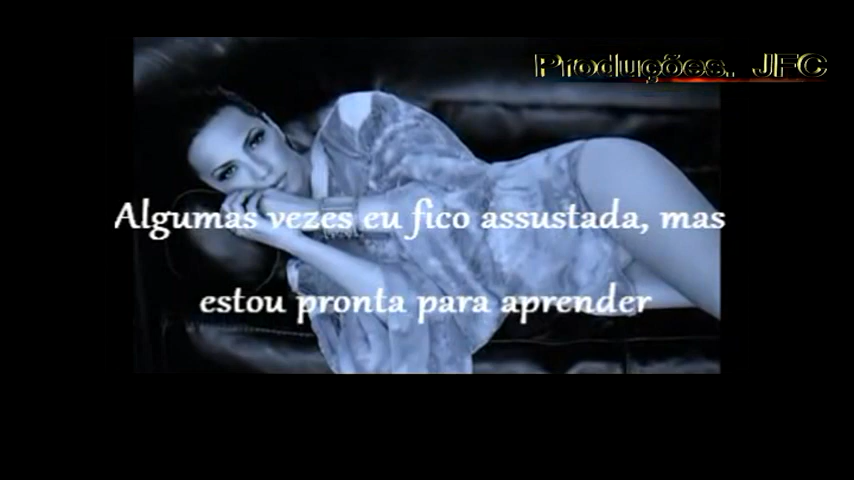 Produções. JFC
Algumas vezes eu fico assustada, mas
estou pronta para aprender